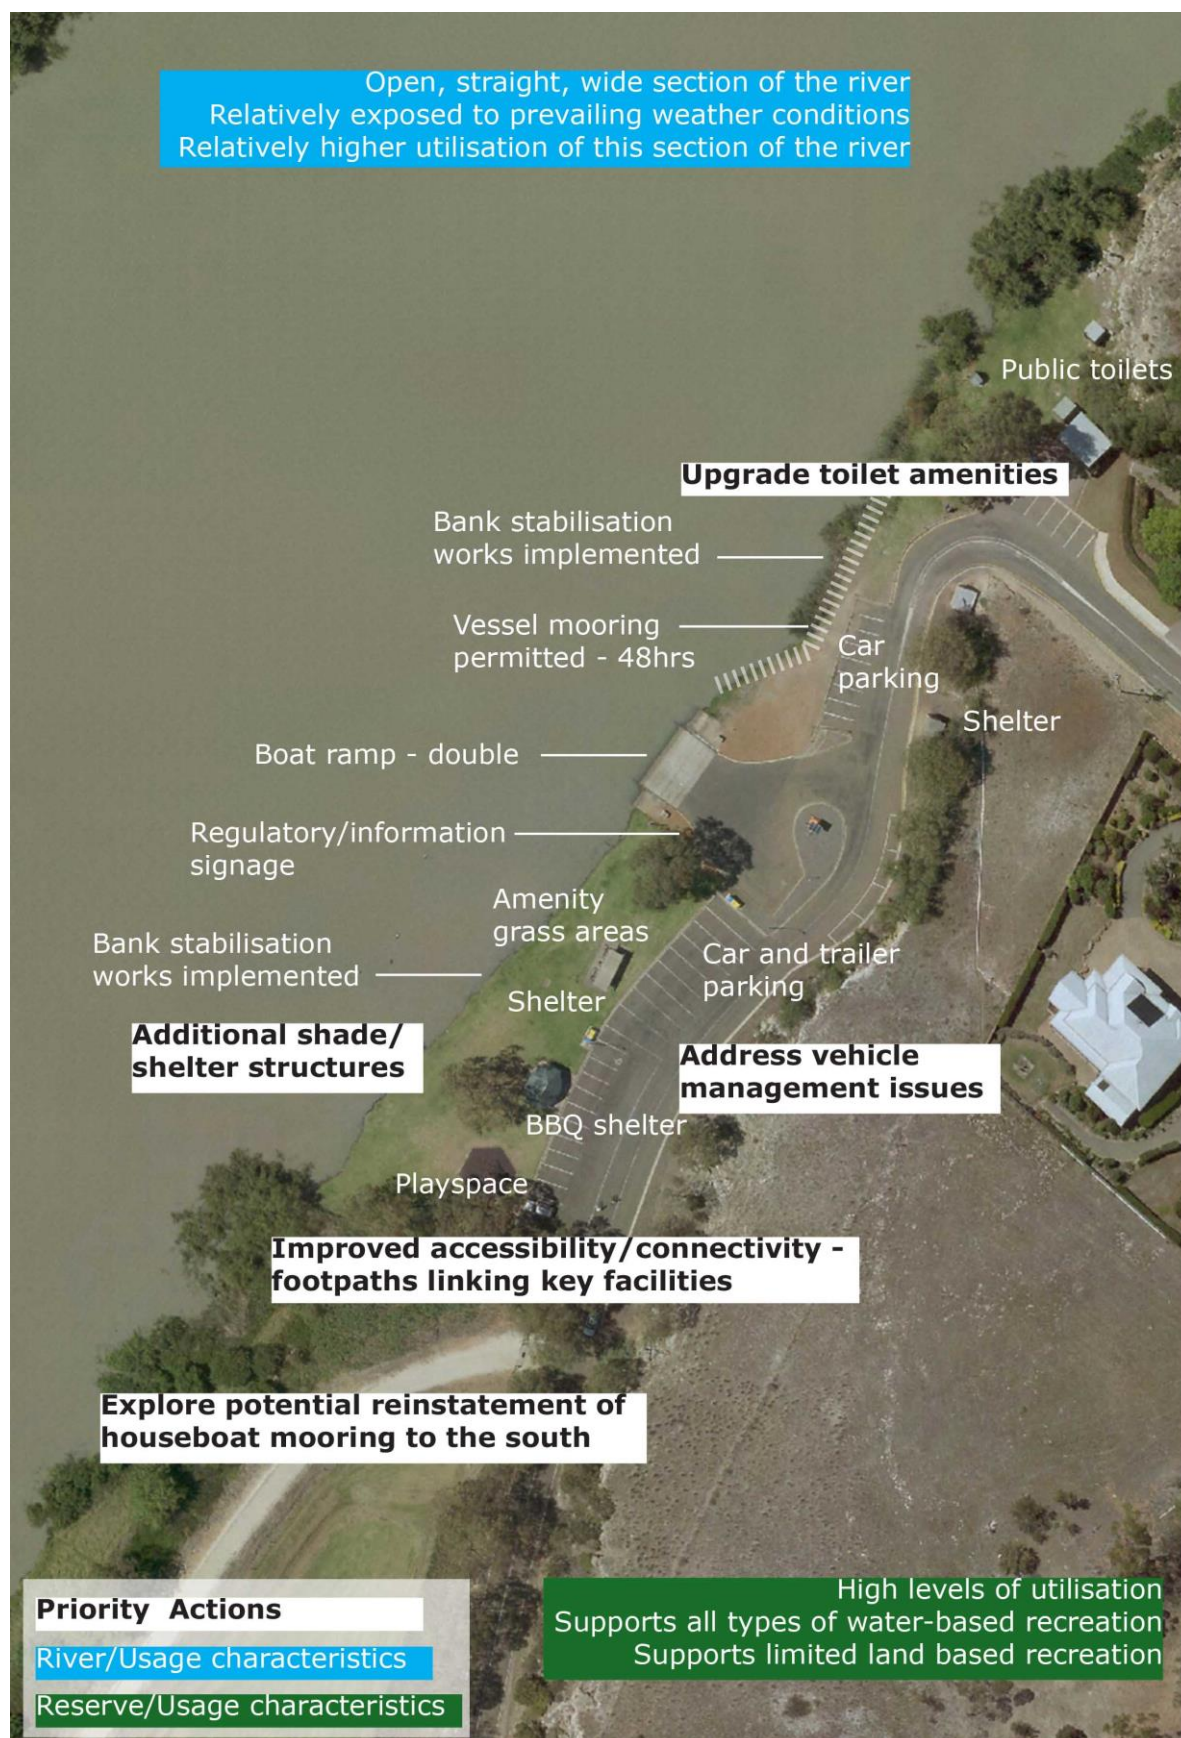 Open, straight, wide section of the river
Relatively exposed to prevailing weather conditions
Relatively higher utilisation of this section of the river
Public toilets
Upgrade toilet amenities
Bank stabilisation
works implemented
Vessel mooring
permitted - 48hrs
Car
parking
Shelter
Boat ramp - double
Regulatory/information
signage
Amenity
grass areas
Bank stabilisation
works implemented
Car and trailer
parking
Shelter
Additional shade/
shelter structures
Address vehicle
management issues
BBQ shelter
Playspace
Improved accessibility/connectivity -
footpaths linking key facilities
Explore potential reinstatement of
houseboat mooring to the south
Priority Actions
River/Usage characteristics
Reserve/Usage characteristics
High levels of utilisation
Supports all types of water-based recreation
Supports limited land based recreation